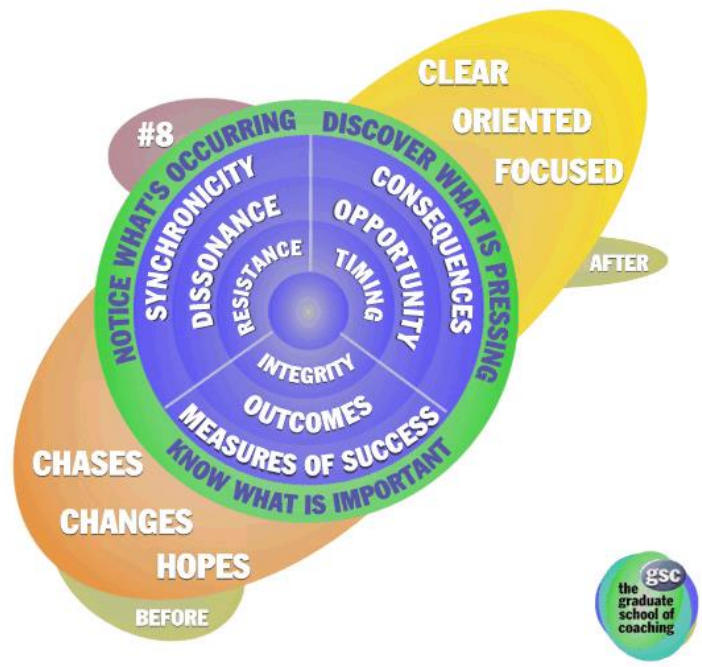 #8
NOTICE WHAT'S OCCURRING
DISCOVER WHAT IS PRESSING
KNOW WHAT IS IMPORTANT
SYNCHRONICITY
DISSONANCE
RESISTANCE
CONSEQUENCES
OPPORTUNITY
TIMING
INTEGRITY
OUTCOMES
MEASURES OF SUCCESS
CLEAR
ORIENTED
FOCUSED
AFTER
CHASES
CHANGES
HOPES
BEFORE
gsc
the
graduate
school of
coaching